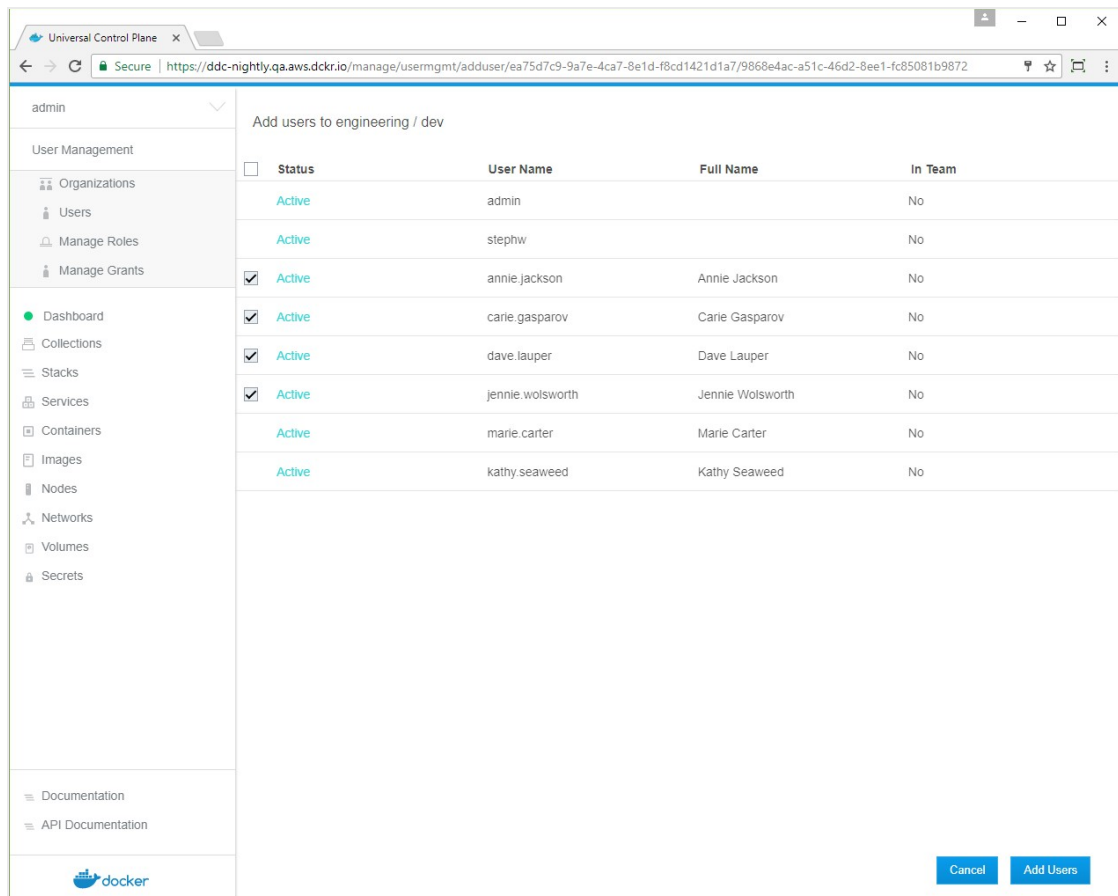 Universal Control Plane
Secure | https://ddc-nightly.qa.aws.dckr.io/manage/usermgmt/adduser/ea75d7c9-9a7e-4ca7-8e1d-f8cd1421d1a7/9868e4ac-a51c-46d2-8ee1-fc85081b9872
admin
User Management
Organizations
Users
Manage Roles
Manage Grants
Dashboard
Collections
Stacks
Services
Containers
Images
Nodes
Networks
Volumes
Secrets
Documentation
API Documentation
docker
Add users to engineering / dev
Status User Name Full Name In Team
Active admin No
Active stephw No
Active annie.jackson Annie Jackson No
Active carie.gasparov Carie Gasparov No
Active dave.lauper Dave Lauper No
Active jennie.wolsworth Jennie Wolsworth No
Active marie.carter Marie Carter No
Active kathy.seaweed Kathy Seaweed No
Cancel Add Users